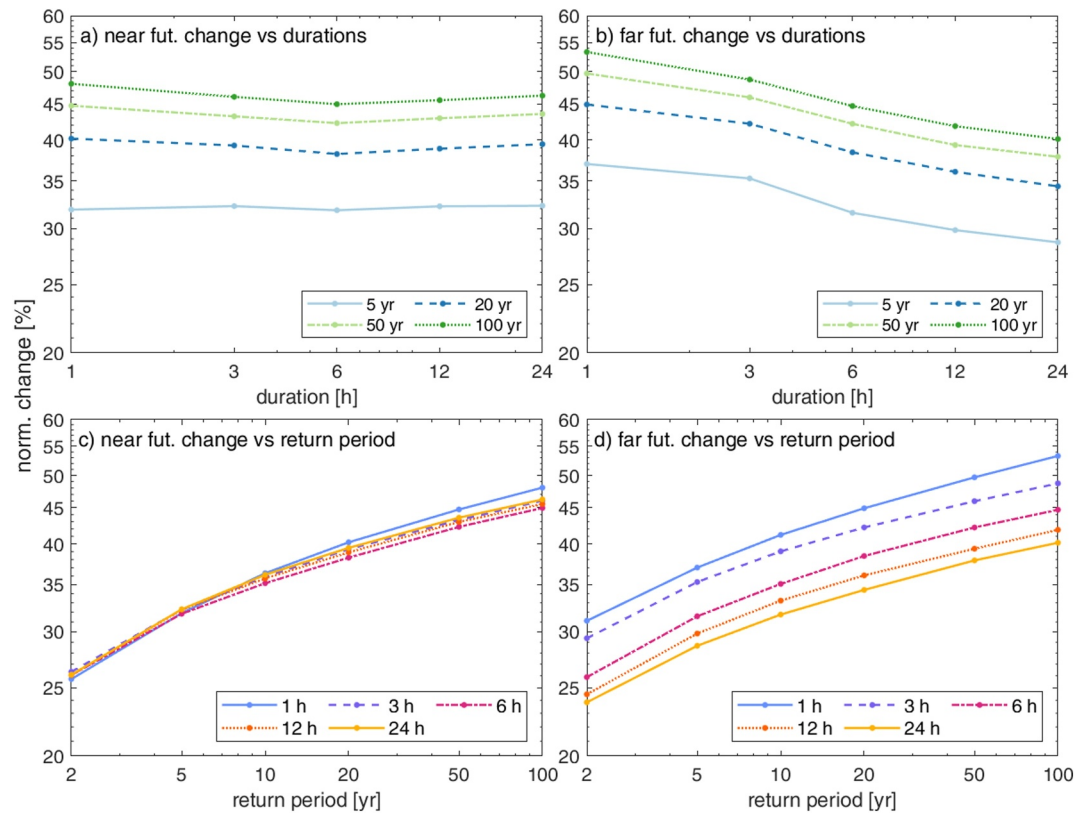 a) near fut. change vs durations
60
55
50
45
40
35
30
25
20
1
3
6
12
24
duration [h]
5 yr
20 yr
50 yr
100 yr
b) far fut. change vs durations
60
55
50
45
40
35
30
25
20
1
3
6
12
24
duration [h]
5 yr
20 yr
50 yr
100 yr
norm. change [%]
c) near fut. change vs return period
60
55
50
45
40
35
30
25
20
2
5
10
20
50
100
return period [yr]
1 h
3 h
6 h
12 h
24 h
d) far fut. change vs return period
60
55
50
45
40
35
30
25
20
2
5
10
20
50
100
return period [yr]
1 h
3 h
6 h
12 h
24 h